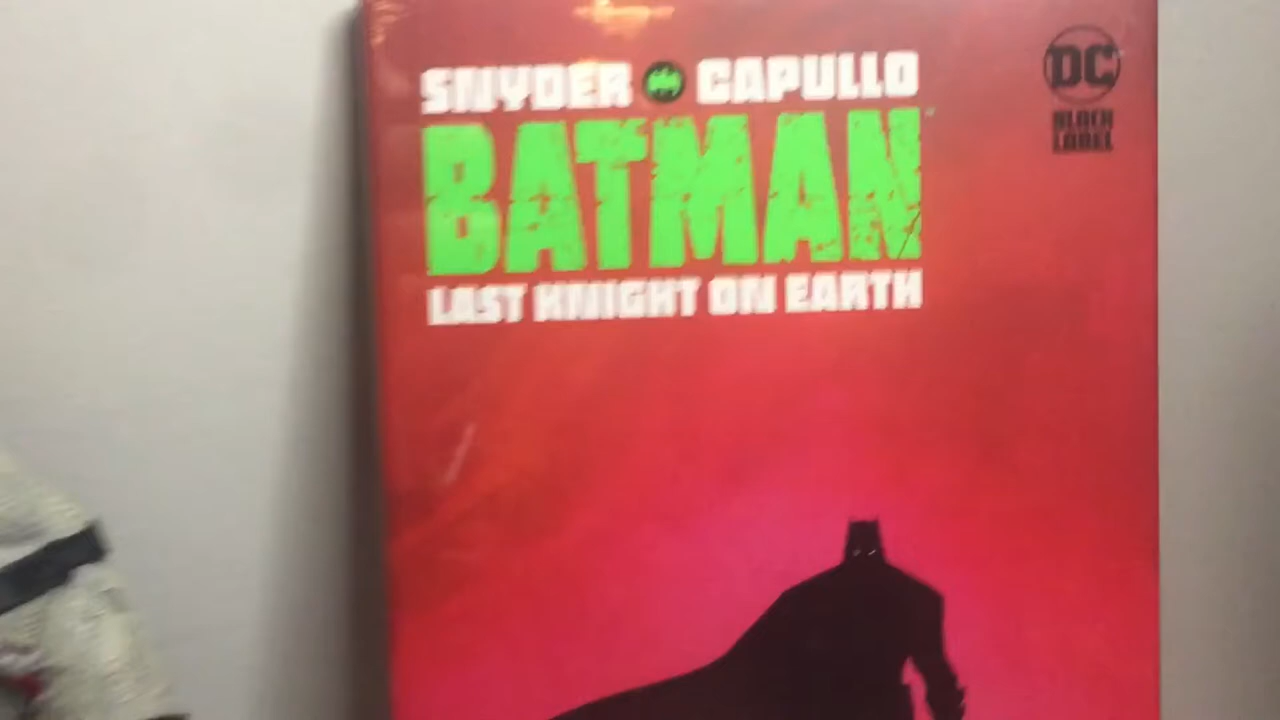 SNYDER CAPULLO
BATMAN
LAST KNIGHT ON EARTH
DC
BLACK
LABEL